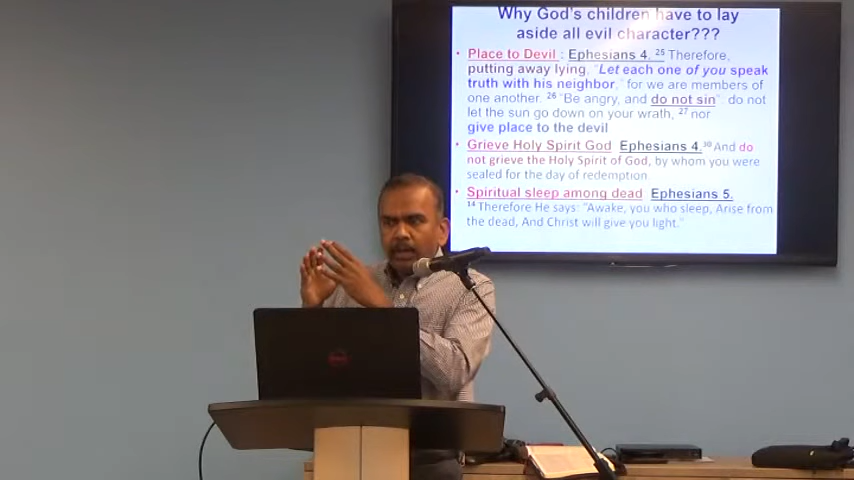 Why God's children have to lay
aside all evil character???
• Place to Devil : Ephesians 4. 25 Therefore,
putting away lying, "Let each one of you speak
truth with his neighbor," for we are members of
one another. 26 "Be angry, and do not sin": do not
let the sun go down on your wrath, 27 nor
give place to the devil
• Grieve Holy Spirit God Ephesians 4.30 And do
not grieve the Holy Spirit of God, by whom you were
sealed for the day of redemption
• Spiritual sleep among dead Ephesians 5.
14 Therefore He says: "Awake, you who sleep, Arise from
the dead, And Christ will give you light."
DELL